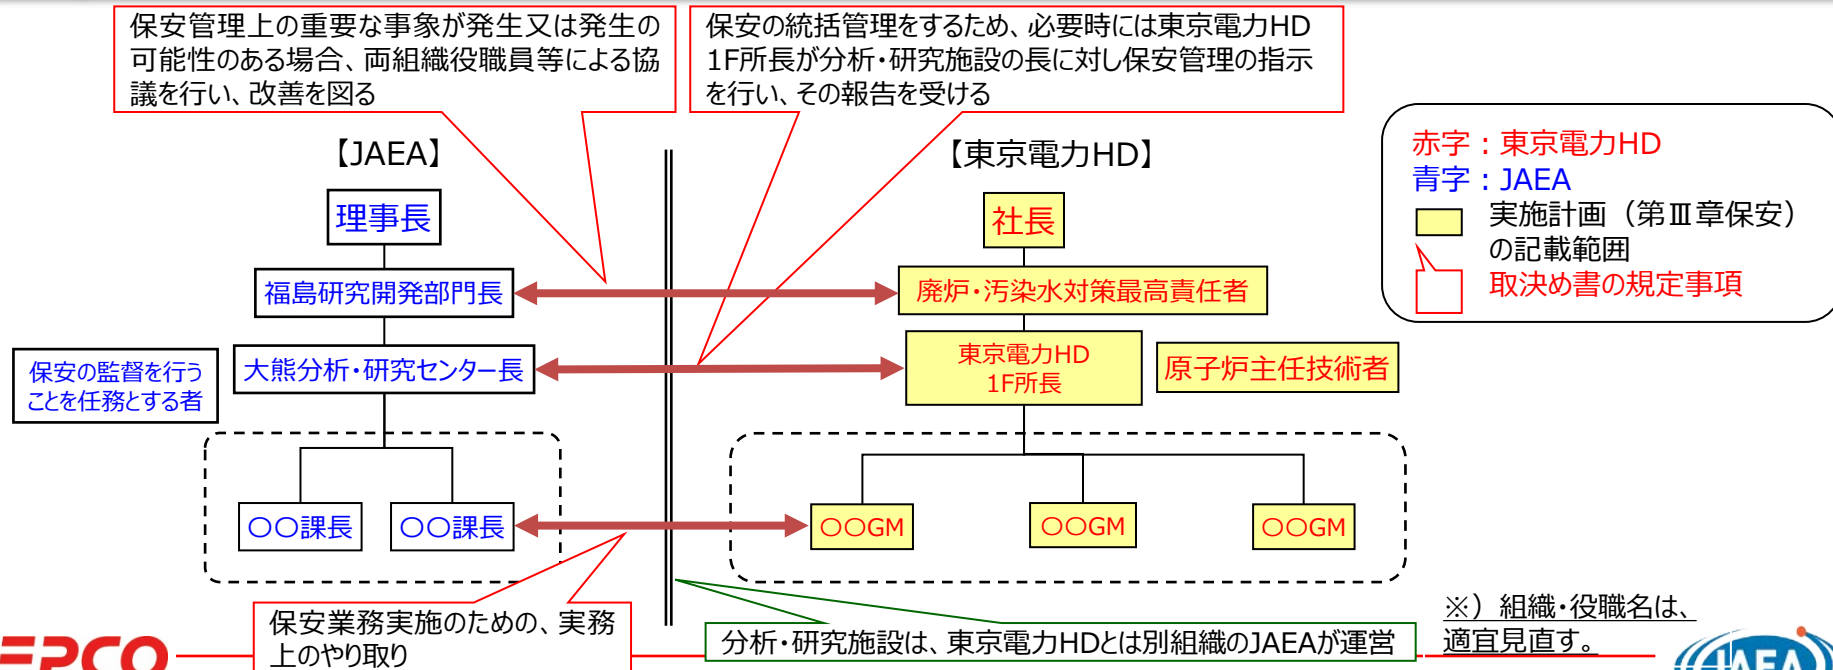 保安管理上の重要な事象が発生又は発生の
可能性のある場合、両組織役職員等による協
議を行い、改善を図る
保安の統括管理をするため、必要時には東京電力HD
1F所長が分析・研究施設の長に対し保安管理の指示
を行い、その報告を受ける
【JAEA】
【東京電力HD】
赤字：東京電力HD
青字：JAEA
実施計画（第Ⅲ章保安）
の記載範囲
取決め書の規定事項
理事長
社長
福島研究開発部門長
廃炉・汚染水対策最高責任者
保安の監督を行う
ことを任務とする者
大熊分析・研究センター長
東京電力HD
1F所長
原子炉主任技術者
〇〇課長
〇〇課長
〇〇GM
〇〇GM
〇〇GM
保安業務実施のための、実務
上のやり取り
分析・研究施設は、東京電力HDとは別組織のJAEAが運営
※）組織・役職名は、
適宜見直す。
EPCO
JAEA